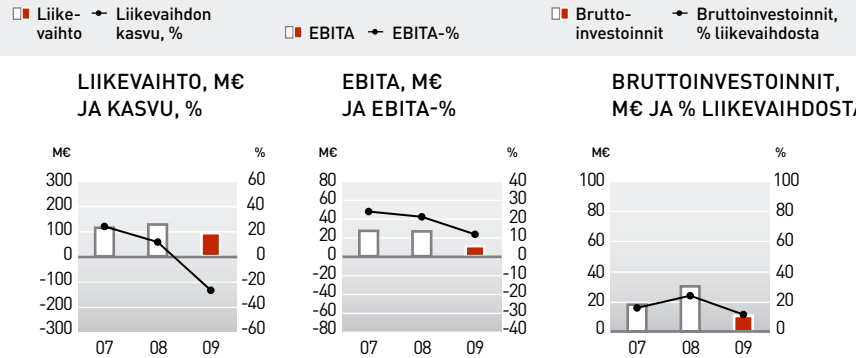 Liike-
vaihto
Liikevaihdon
kasvu, %
EBITA
EBITA-%
Brutto-
investoinnit
Bruttoinvestoinnit,
% liikevaihdosta
LIIKEVAIHTO, M€
JA KASVU, %
M€ %
300 60
200 40
100 20
0 0
-100 -20
-200 -40
-300 -60
07 08 09
EBITA, M€
JA EBITA-%
M€ %
80 40
60 30
40 20
20 10
0 0
-20 -10
-40 -20
-60 -30
-80 -40
07 08 09
BRUTTOINVESTOINNIT,
M€ JA % LIIKEVAIHDOSTA
M€ %
100 100
80 80
60 60
40 40
20 20
0 0
07 08 09